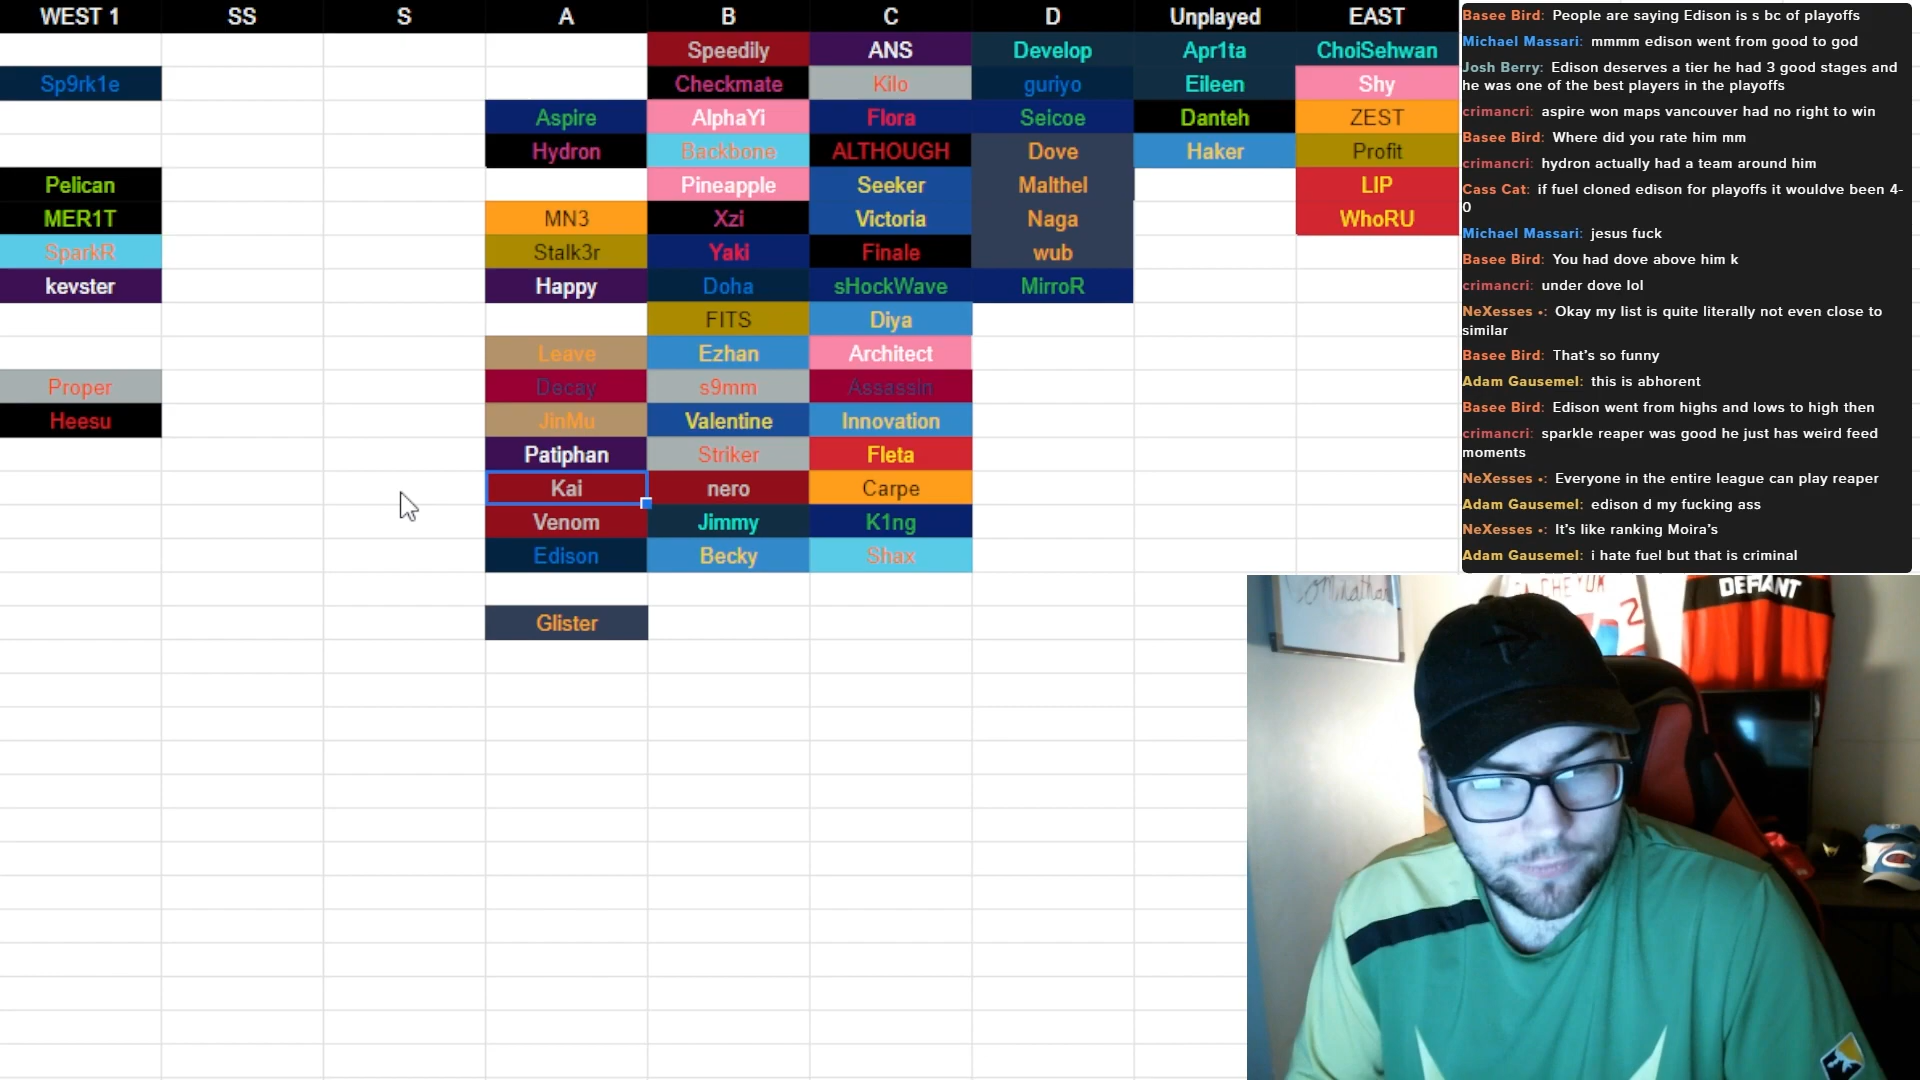 WEST 1 SS S A B C D Unplayed EAST
Speedily ANS Develop Apr1ta ChoiSehwan
Sp9rk1e Checkmate Kilo guriyo Eileen Shy
Aspire AlphaYi Flora Seicoe Danteh ZEST
Hydron Backbone ALTHOUGH Dove Haker Profit
Pelican Pineapple Seeker Malthel LIP
MER1T MN3 Xzi Victoria Naga WhoRU
SparkR Stalk3r Yaki Finale wub
kevster Happy Doha sHockWave MirroR
FITS Diya
Leave Ezhan Architect
Proper Decay s9mm Assassin
Heesu JinMu Valentine Innovation
Patiphan Striker Fleta
Kai nero Carpe
Venom Jimmy K1ng
Edison Becky Shax
Glister
Basee Bird: People are saying Edison is s bc of playoffs
Michael Massari: mmmm edison went from good to god
Josh Berry: Edison deserves a tier he had 3 good stages and
he was one of the best players in the playoffs
crimancri: aspire won maps vancouver had no right to win
Basee Bird: Where did you rate him mm
crimancri: hydron actually had a team around him
Cass Cat: if fuel cloned edison for playoffs it wouldve been 4-
0
Michael Massari: jesus fuck
Basee Bird: You had dove above him k
crimancri: under dove lol
NeXesses •: Okay my list is quite literally not even close to
similar
Basee Bird: That's so funny
Adam Gausemel: this is abhorent
Basee Bird: Edison went from highs and lows to high then
crimancri: sparkle reaper was good he just has weird feed
moments
NeXesses •: Everyone in the entire league can play reaper
Adam Gausemel: edison d my fucking ass
NeXesses •: It's like ranking Moira's
Adam Gausemel: i hate fuel but that is criminal
DEFIANT